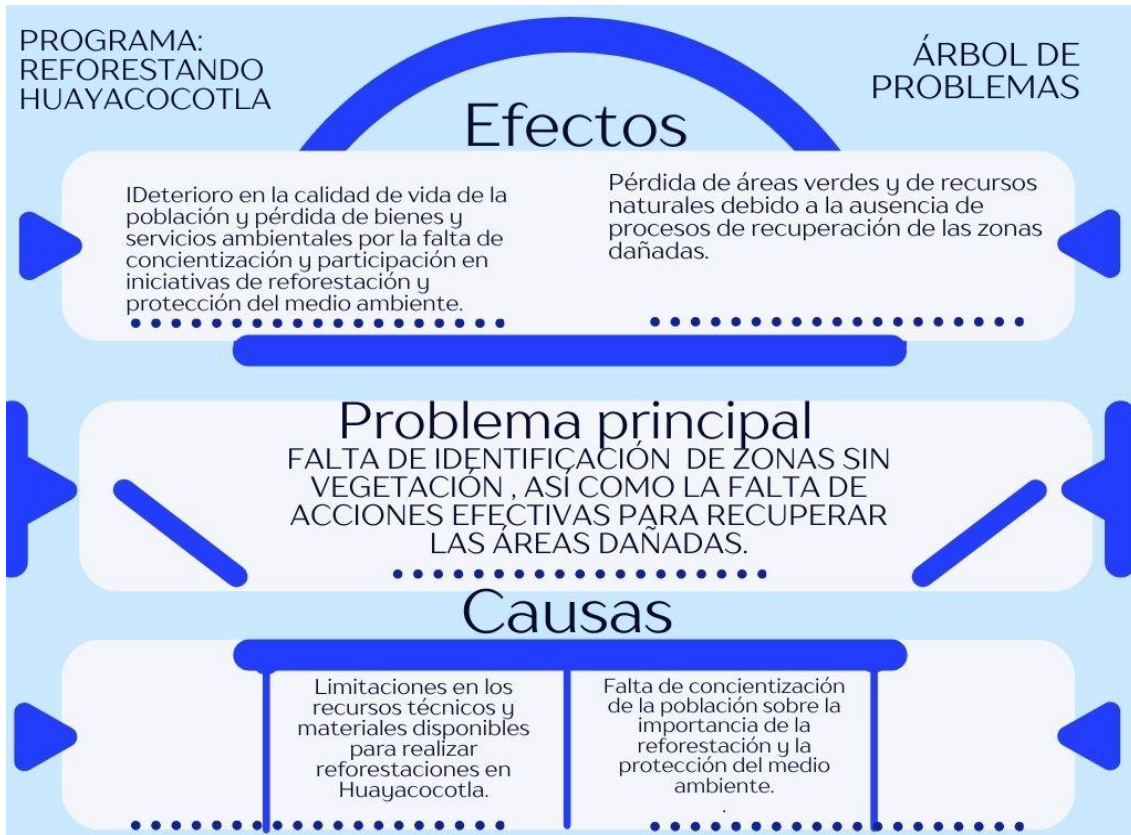 PROGRAMA:
REFORESTANDO
HUAYACOCOTLA
ÁRBOL DE
PROBLEMAS
Efectos
IDeterioro en la calidad de vida de la
población y pérdida de bienes y
servicios ambientales por la falta de
concientización y participación en
iniciativas de reforestación y
protección del medio ambiente.
Pérdida de áreas verdes y de recursos
naturales debido a la ausencia de
procesos de recuperación de las zonas
dañadas.
Problema principal
FALTA DE IDENTIFICACIÓN DE ZONAS SIN
VEGETACIÓN , ASÍ COMO LA FALTA DE
ACCIONES EFECTIVAS PARA RECUPERAR
LAS ÁREAS DAÑADAS.
Causas
Limitaciones en los
recursos técnicos y
materiales disponibles
para realizar
reforestaciones en
Huayacocotla.
Falta de concientización
de la población sobre la
importancia de la
reforestación y la
protección del medio
ambiente.
.